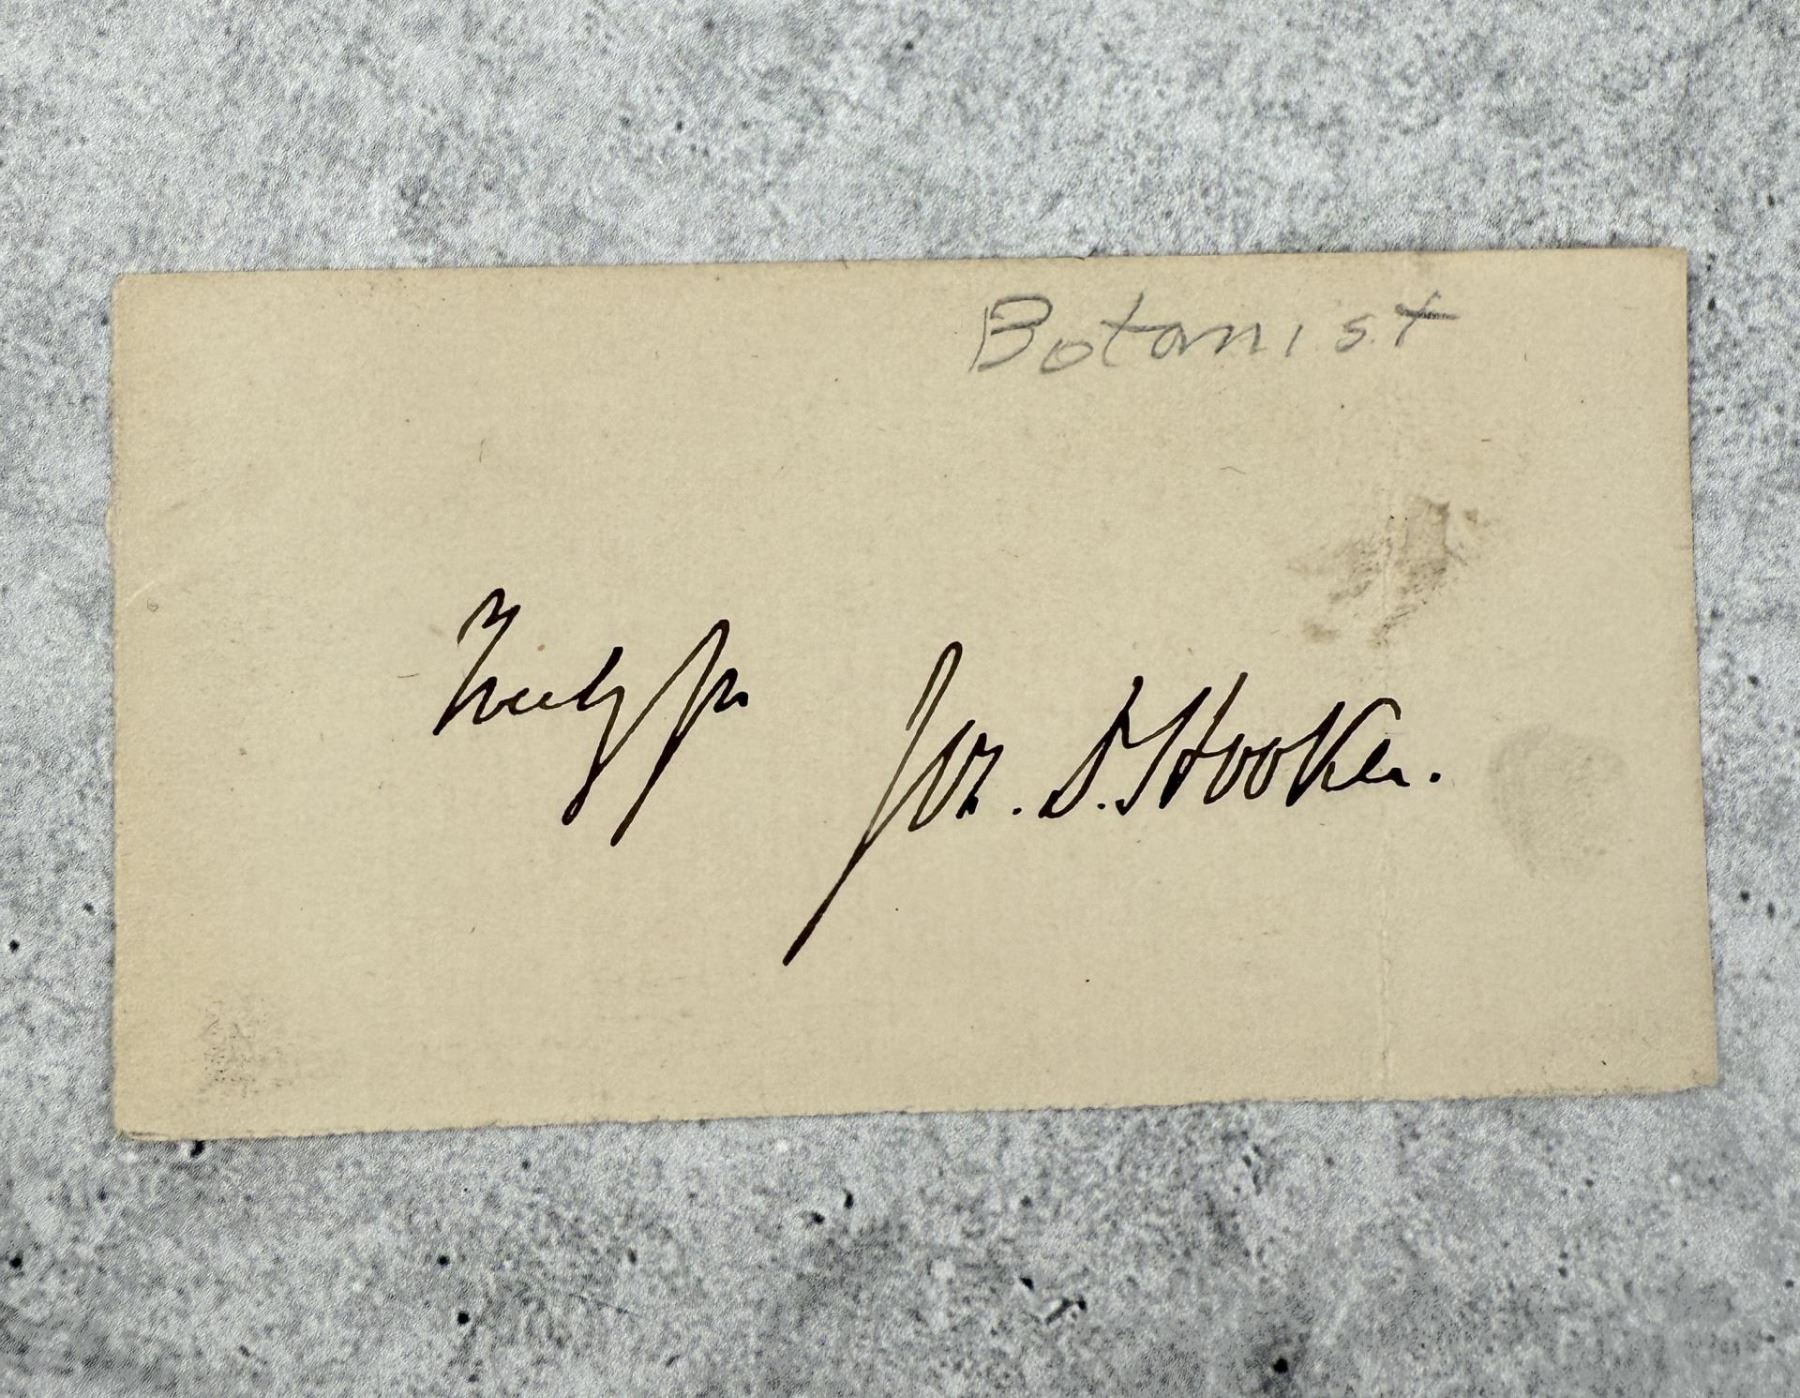 Botanist
Truly yrs
Jos. D. Hooker.